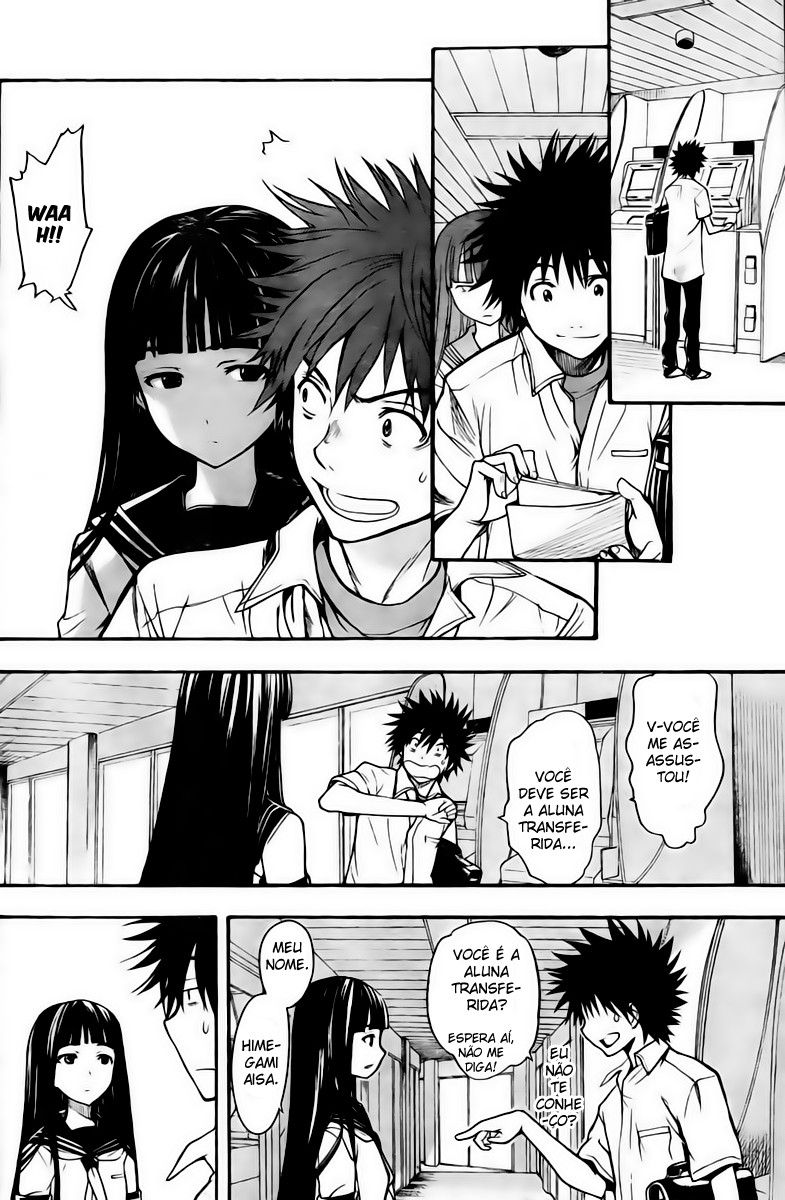 WAA
H!!
V-VOCÊ
ME AS-
ASSUS-
TOU!
VOCÊ
DEVE SER
A ALUNA
TRANSFE-
RIDA...
VOCÊ É A
ALUNA
TRANSFE-
RIDA?
ESPERA AÍ,
NÃO ME
DIGA!
EU
NÃO
TE
CONHE
-ÇO?
MEU
NOME.
HIME-
GAMI
AISA.